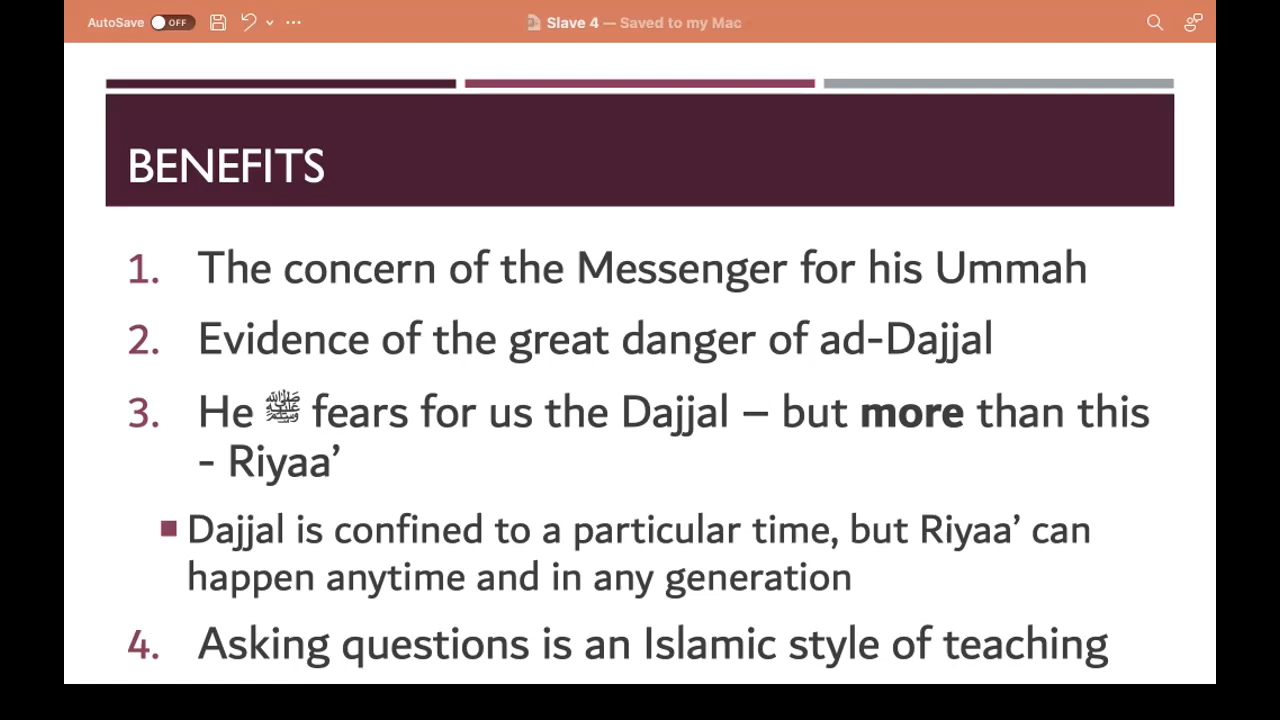 AutoSave OFF
Slave 4 — Saved to my Mac
BENEFITS
1. The concern of the Messenger for his Ummah
2. Evidence of the great danger of ad-Dajjal
3. He ﷺ fears for us the Dajjal – but more than this
- Riyaa’
Dajjal is confined to a particular time, but Riyaa’ can
happen anytime and in any generation
4. Asking questions is an Islamic style of teaching